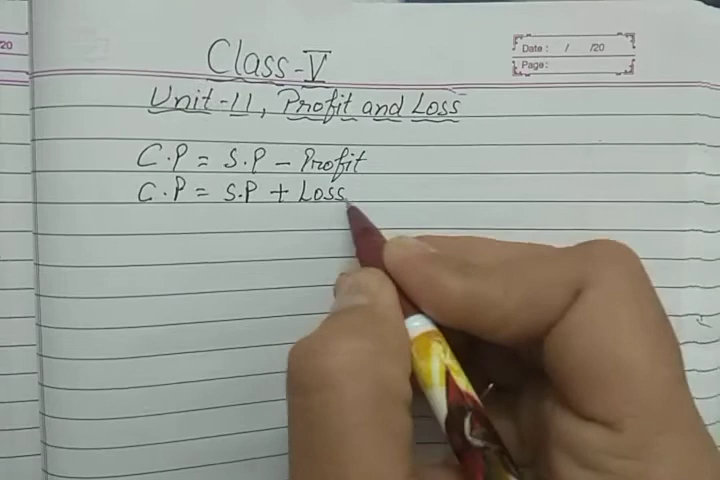 20
Date : / /20
Page:
Class-V
Unit-11, Profit and Loss
C.P = S.P - Profit
C.P = S.P + Loss